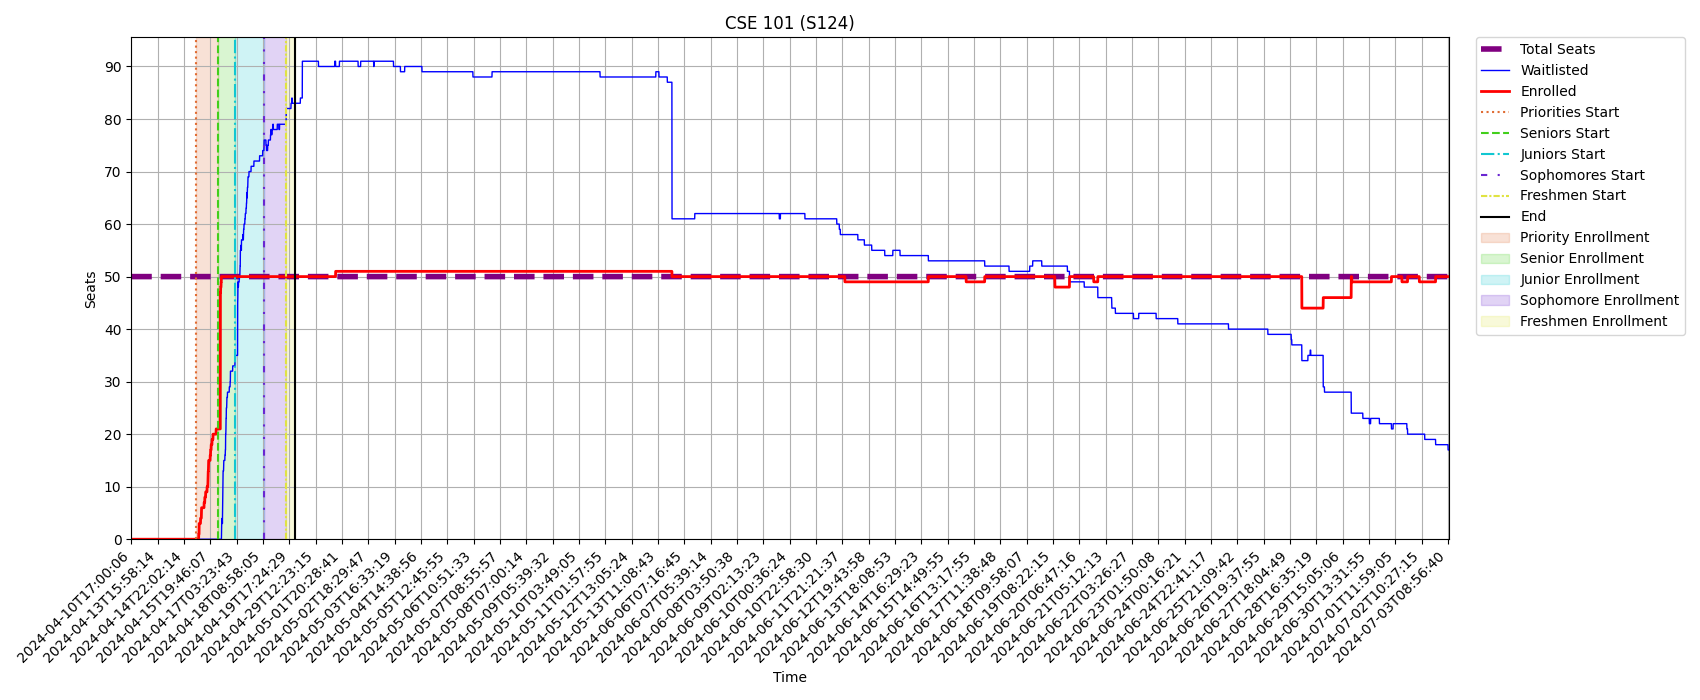 CSE 101 (S124)
Seats
90
80
70
60
50
40
30
20
10
0
2024-04-10T17:00:06
2024-04-13T15:58:14
2024-04-14T22:02:14
2024-04-15T19:46:07
2024-04-17T03:23:43
2024-04-18T08:58:05
2024-04-19T17:24:29
2024-04-29T12:23:15
2024-05-01T20:28:41
2024-05-02T18:29:47
2024-05-03T16:33:19
2024-05-04T14:38:56
2024-05-05T12:45:55
2024-05-06T10:51:33
2024-05-07T08:55:57
2024-05-08T07:00:14
2024-05-09T05:39:32
2024-05-10T03:49:05
2024-05-11T01:57:55
2024-05-12T13:05:24
2024-05-13T11:08:43
2024-06-06T07:16:45
2024-06-07T05:39:14
2024-06-08T03:50:38
2024-06-09T02:13:23
2024-06-10T00:36:24
2024-06-10T22:58:30
2024-06-11T21:21:37
2024-06-12T19:43:58
2024-06-13T18:08:53
2024-06-14T16:29:23
2024-06-15T14:49:55
2024-06-16T13:17:55
2024-06-17T11:38:48
2024-06-18T09:58:07
2024-06-19T08:22:15
2024-06-20T06:47:16
2024-06-21T05:12:13
2024-06-22T03:26:27
2024-06-23T01:50:08
2024-06-24T00:16:21
2024-06-24T22:41:17
2024-06-25T21:09:42
2024-06-26T19:37:55
2024-06-27T18:04:49
2024-06-28T16:35:19
2024-06-29T15:05:06
2024-06-30T13:31:55
2024-07-01T11:59:05
2024-07-02T10:27:15
2024-07-03T08:56:40
Time
Total Seats
Waitlisted
Enrolled
Priorities Start
Seniors Start
Juniors Start
Sophomores Start
Freshmen Start
End
Priority Enrollment
Senior Enrollment
Junior Enrollment
Sophomore Enrollment
Freshmen Enrollment